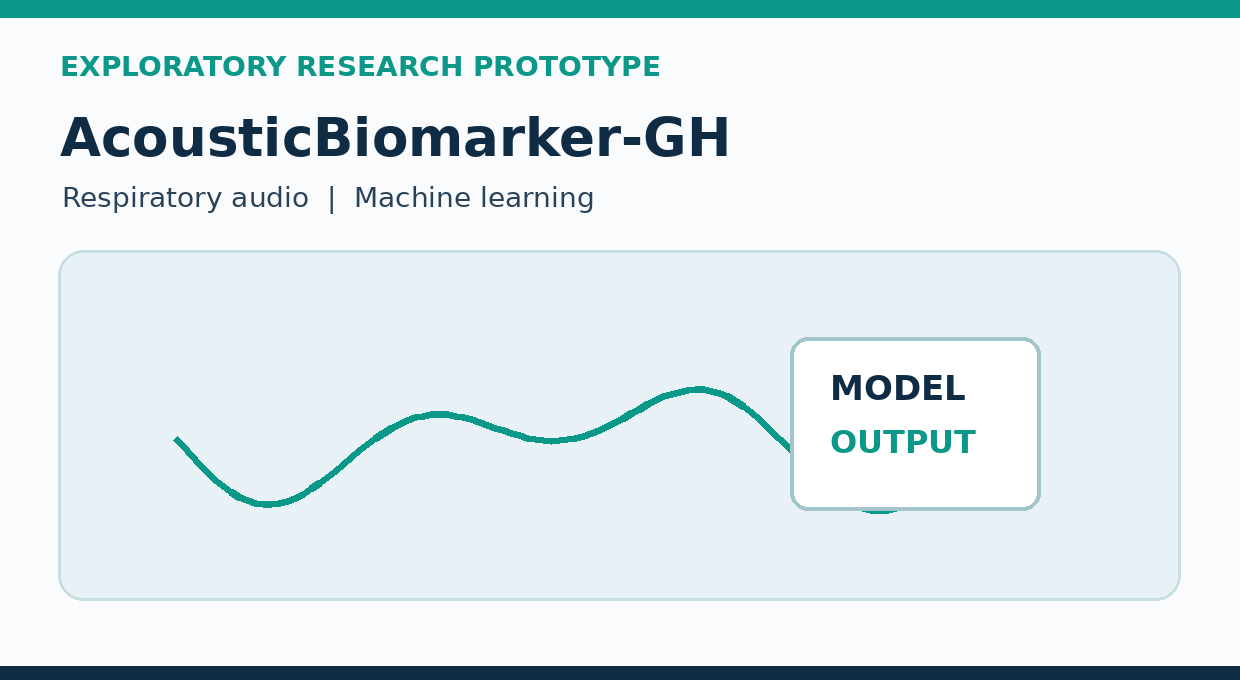 EXPLORATORY RESEARCH PROTOTYPE
AcousticBiomarker-GH
Respiratory audio | Machine learning
MODEL
OUTPUT